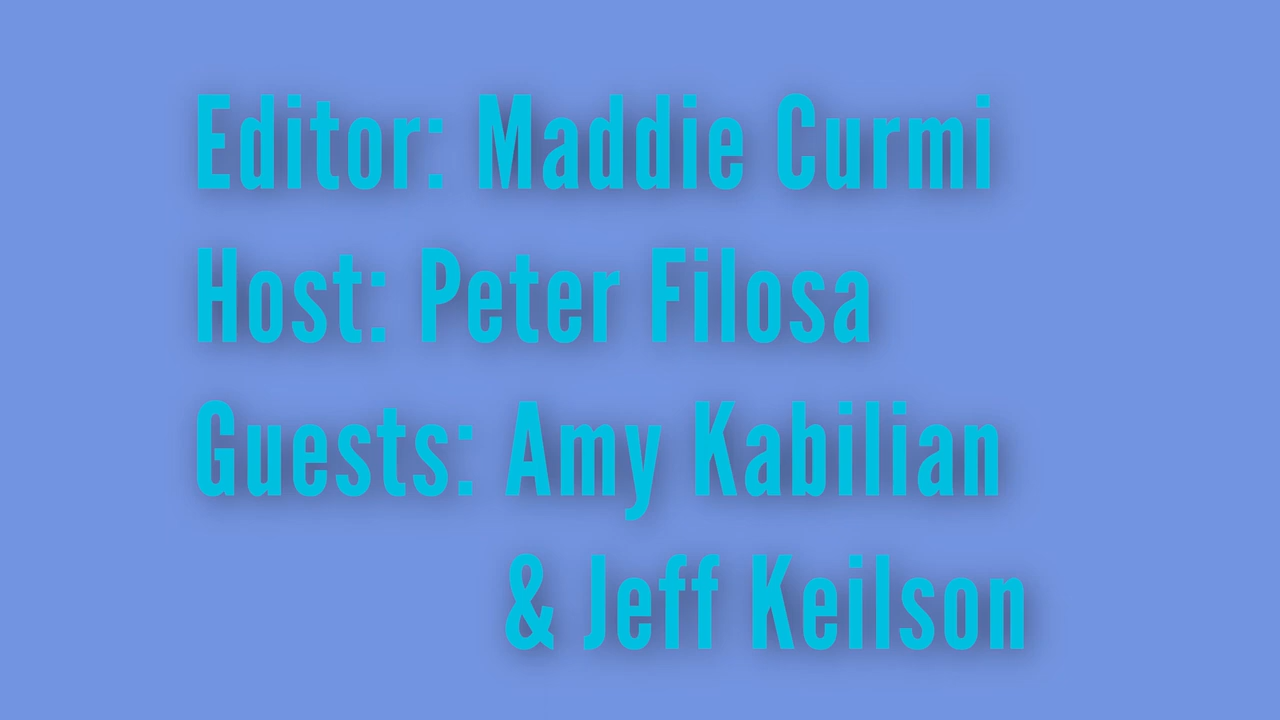 Editor: Maddie Curmi
Host: Peter Filosa
Guests: Amy Kabilian
& Jeff Keilson